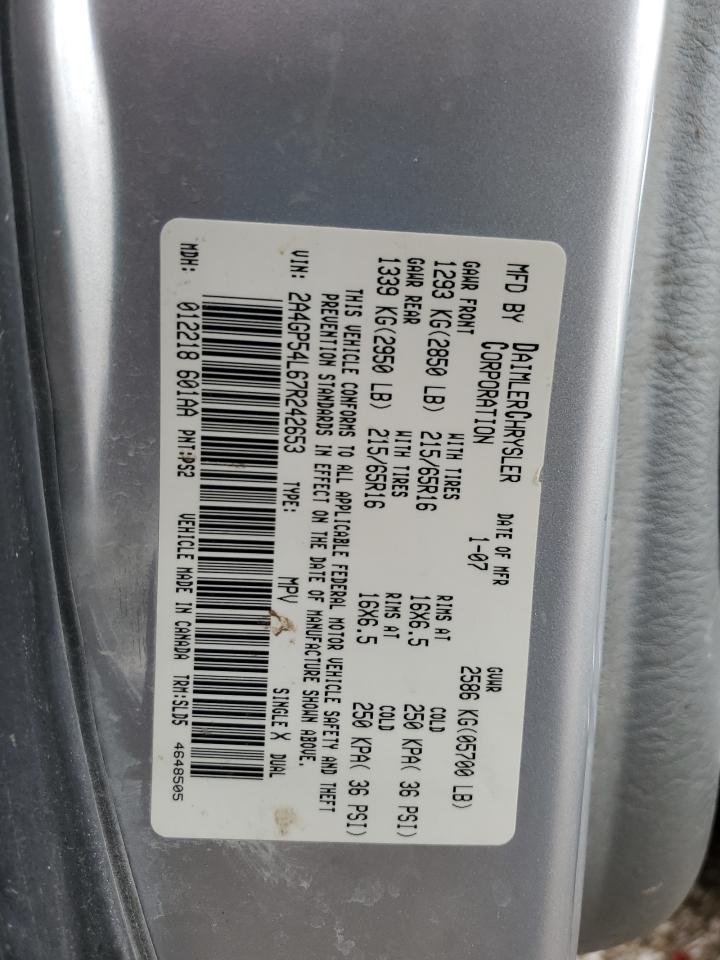 MFD BY DAIMLERCHRYSLER CORPORATION DATE OF MFR 1-07 GVWR 2586 KG(05700 LB)
GAWR FRONT WITH TIRES RIMS AT COLD
1293 KG(2850 LB) 215/65R16 16X6.5 250 KPA( 36 PSI)
GAWR REAR WITH TIRES RIMS AT COLD
1339 KG(2950 LB) 215/65R16 16X6.5 250 KPA( 36 PSI)
THIS VEHICLE CONFORMS TO ALL APPLICABLE FEDERAL MOTOR VEHICLE SAFETY AND THEFT
PREVENTION STANDARDS IN EFFECT ON THE DATE OF MANUFACTURE SHOWN ABOVE.
VIN: 2A4GP54L67R242653 TYPE: MPV SINGLE X DUAL
MDH: 012218 601AA PNT:PS2 VEHICLE MADE IN CANADA TRM:SLD5 4648505